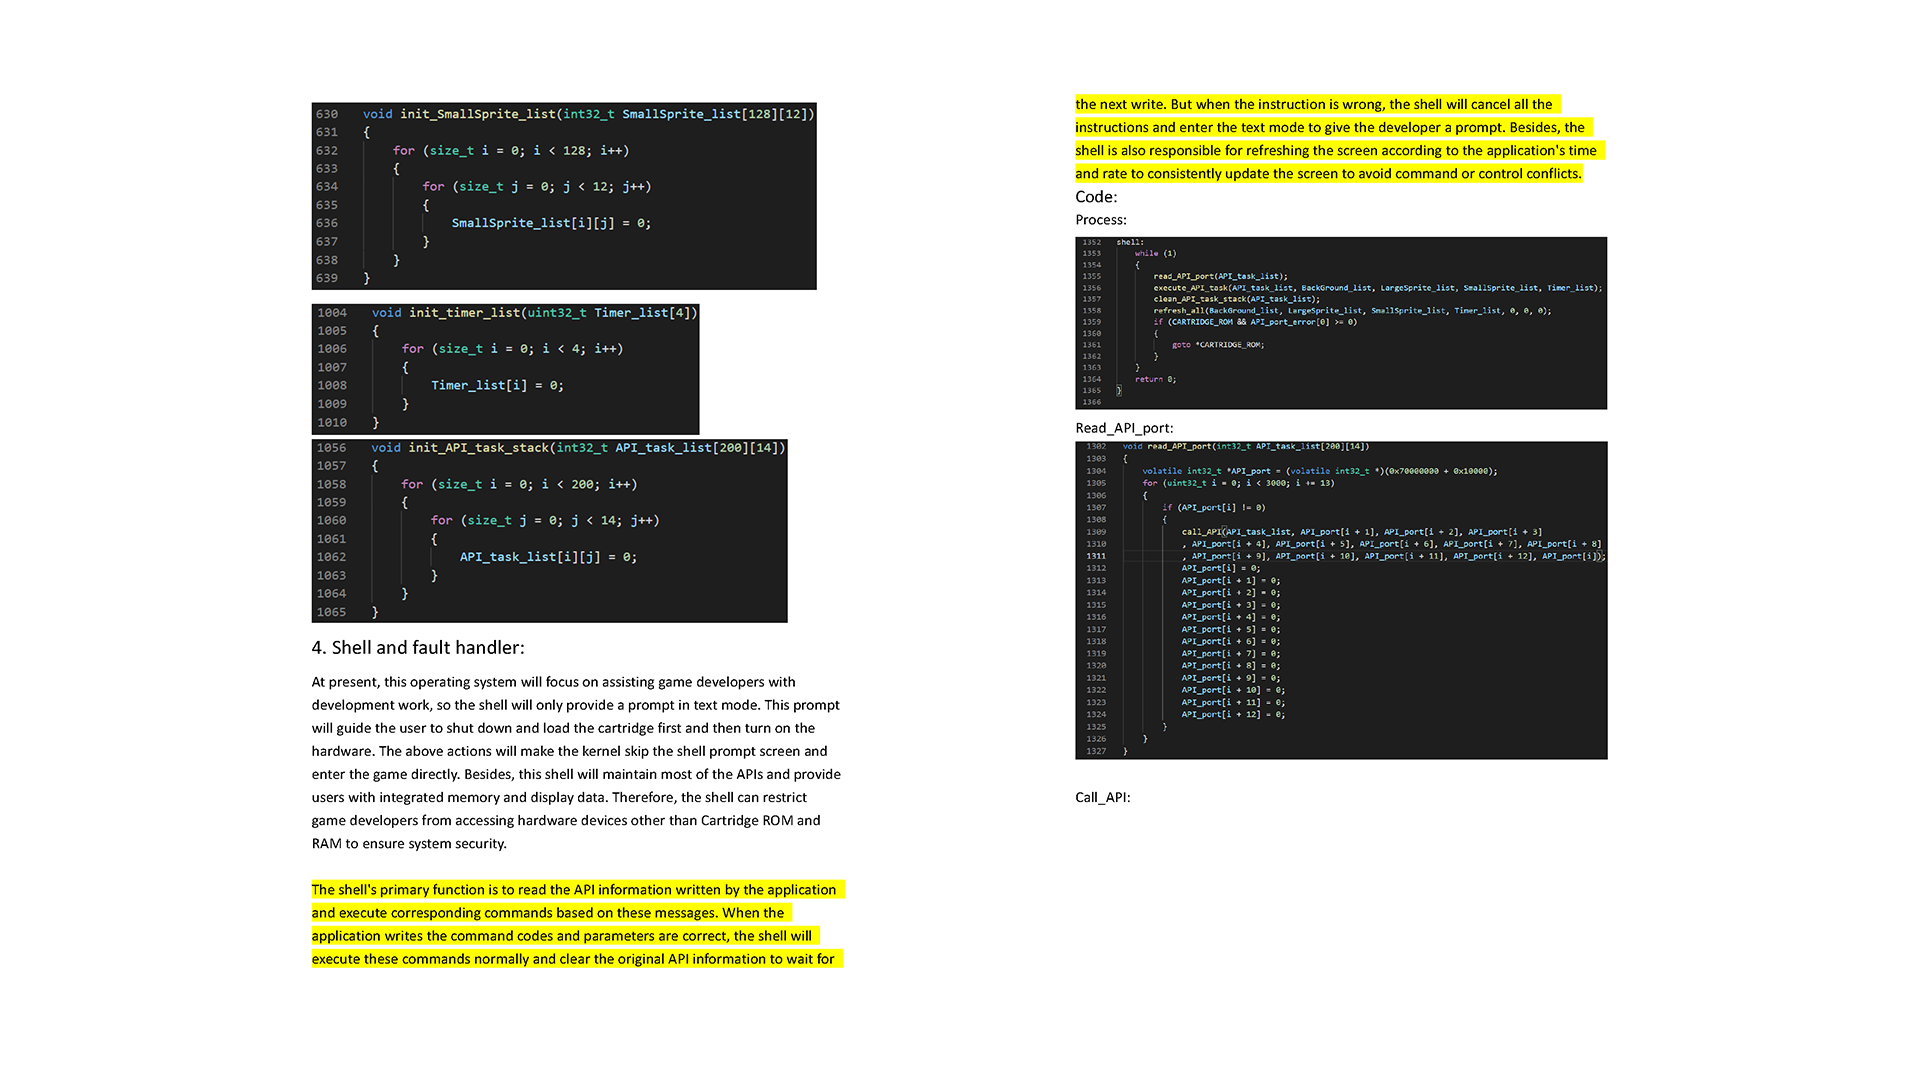 630 void init_SmallSprite_list(int32_t SmallSprite_list[128][12])
631 {
632 for (size_t i = 0; i < 128; i++)
633 {
634 for (size_t j = 0; j < 12; j++)
635 {
636 SmallSprite_list[i][j] = 0;
637 }
638 }
639 }
1004 void init_timer_list(uint32_t Timer_list[4])
1005 {
1006 for (size_t i = 0; i < 4; i++)
1007 {
1008 Timer_list[i] = 0;
1009 }
1010 }
1056 void init_API_task_stack(int32_t API_task_list[200][14])
1057 {
1058 for (size_t i = 0; i < 200; i++)
1059 {
1060 for (size_t j = 0; j < 14; j++)
1061 {
1062 API_task_list[i][j] = 0;
1063 }
1064 }
1065 }
4. Shell and fault handler:
At present, this operating system will focus on assisting game developers with
development work, so the shell will only provide a prompt in text mode. This prompt
will guide the user to shut down and load the cartridge first and then turn on the
hardware. The above actions will make the kernel skip the shell prompt screen and
enter the game directly. Besides, this shell will maintain most of the APIs and provide
users with integrated memory and display data. Therefore, the shell can restrict
game developers from accessing hardware devices other than Cartridge ROM and
RAM to ensure system security.
The shell's primary function is to read the API information written by the application
and execute corresponding commands based on these messages. When the
application writes the command codes and parameters are correct, the shell will
execute these commands normally and clear the original API information to wait for
the next write. But when the instruction is wrong, the shell will cancel all the
instructions and enter the text mode to give the developer a prompt. Besides, the
shell is also responsible for refreshing the screen according to the application's time
and rate to consistently update the screen to avoid command or control conflicts.
Code:
Process:
1352 shell:
1353 while (1)
1354 {
1355 read_API_port(API_task_list);
1356 execute_API_task(API_task_list, BackGround_list, LargeSprite_list, SmallSprite_list, Timer_list);
1357 clean_API_task_stack(API_task_list);
1358 refresh_all(BackGround_list, LargeSprite_list, SmallSprite_list, Timer_list, 0, 0, 0);
1359 if (CARTRIDGE_ROM && API_port_error[0] >= 0)
1360 {
1361 goto *CARTRIDGE_ROM;
1362 }
1363 }
1364 return 0;
1365 }
1366
Read_API_port:
1302 void read_API_port(int32_t API_task_list[200][14])
1303 {
1304 volatile int32_t *API_port = (volatile int32_t *)(0x70000000 + 0x10000);
1305 for (uint32_t i = 0; i < 3000; i += 13)
1306 {
1307 if (API_port[i] != 0)
1308 {
1309 call_API(API_task_list, API_port[i + 1], API_port[i + 2], API_port[i + 3]
1310 , API_port[i + 4], API_port[i + 5], API_port[i + 6], API_port[i + 7], API_port[i + 8]
1311 , API_port[i + 9], API_port[i + 10], API_port[i + 11], API_port[i + 12], API_port[i]);
1312 API_port[i] = 0;
1313 API_port[i + 1] = 0;
1314 API_port[i + 2] = 0;
1315 API_port[i + 3] = 0;
1316 API_port[i + 4] = 0;
1317 API_port[i + 5] = 0;
1318 API_port[i + 6] = 0;
1319 API_port[i + 7] = 0;
1320 API_port[i + 8] = 0;
1321 API_port[i + 9] = 0;
1322 API_port[i + 10] = 0;
1323 API_port[i + 11] = 0;
1324 API_port[i + 12] = 0;
1325 }
1326 }
1327 }
Call_API: